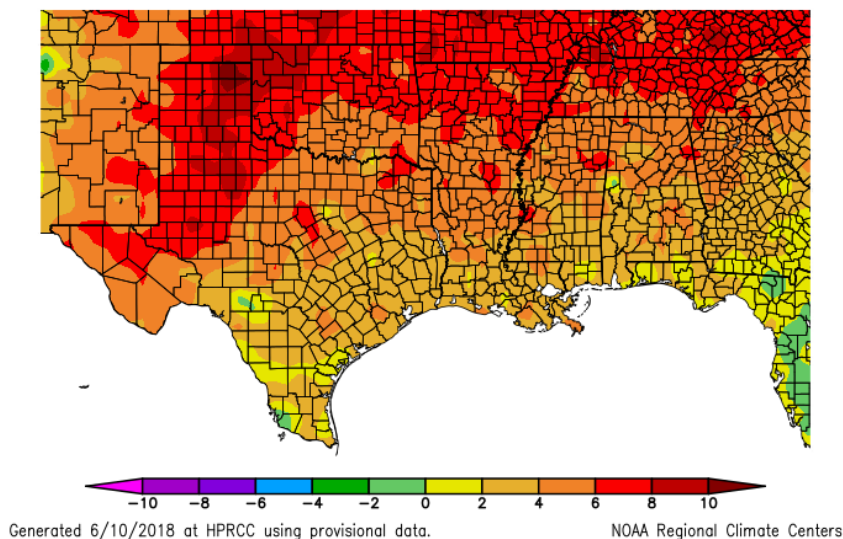 -10 -8 -6 -4 -2 0 2 4 6 8 10
Generated 6/10/2018 at HPRCC using provisional data. NOAA Regional Climate Centers